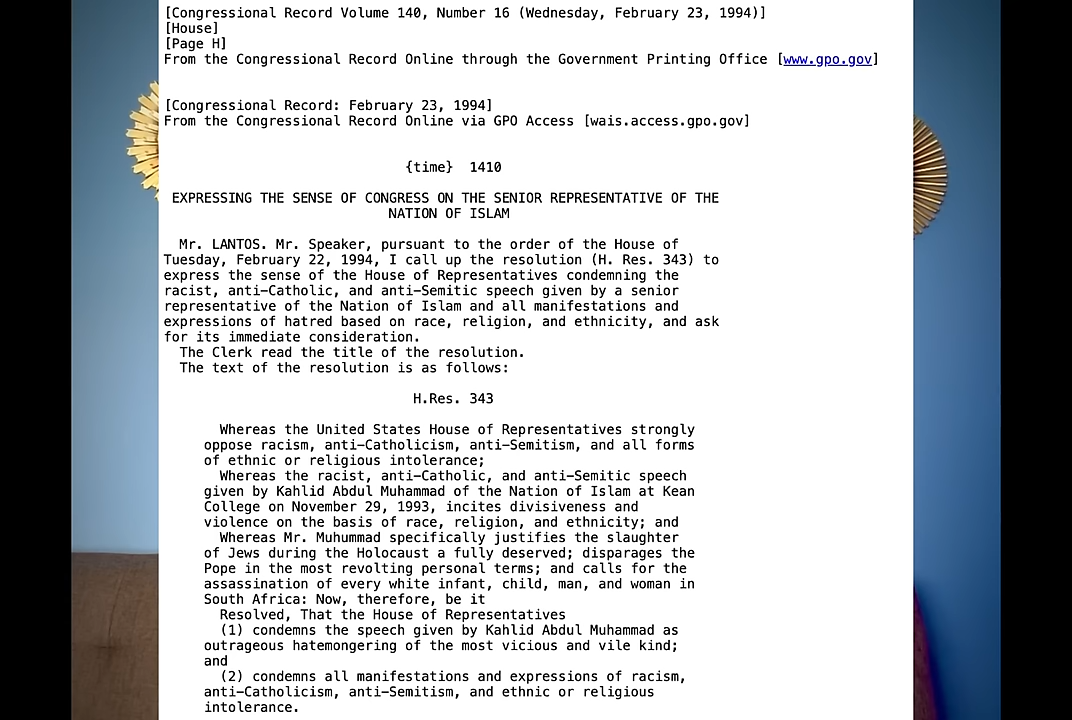 [Congressional Record Volume 140, Number 16 (Wednesday, February 23, 1994)]
[House]
[Page H]
From the Congressional Record Online through the Government Printing Office [www.gpo.gov]
[Congressional Record: February 23, 1994]
From the Congressional Record Online via GPO Access [wais.access.gpo.gov]
{time} 1410
EXPRESSING THE SENSE OF CONGRESS ON THE SENIOR REPRESENTATIVE OF THE
NATION OF ISLAM
Mr. LANTOS. Mr. Speaker, pursuant to the order of the House of
Tuesday, February 22, 1994, I call up the resolution (H. Res. 343) to
express the sense of the House of Representatives condemning the
racist, anti-Catholic, and anti-Semitic speech given by a senior
representative of the Nation of Islam and all manifestations and
expressions of hatred based on race, religion, and ethnicity, and ask
for its immediate consideration.
The Clerk read the title of the resolution.
The text of the resolution is as follows:
H.Res. 343
Whereas the United States House of Representatives strongly
oppose racism, anti-Catholicism, anti-Semitism, and all forms
of ethnic or religious intolerance;
Whereas the racist, anti-Catholic, and anti-Semitic speech
given by Kahlid Abdul Muhammad of the Nation of Islam at Kean
College on November 29, 1993, incites divisiveness and
violence on the basis of race, religion, and ethnicity; and
Whereas Mr. Muhummad specifically justifies the slaughter
of Jews during the Holocaust a fully deserved; disparages the
Pope in the most revolting personal terms; and calls for the
assassination of every white infant, child, man, and woman in
South Africa: Now, therefore, be it
Resolved, That the House of Representatives
(1) condemns the speech given by Kahlid Abdul Muhammad as
outrageous hatemongering of the most vicious and vile kind;
and
(2) condemns all manifestations and expressions of racism,
anti-Catholicism, anti-Semitism, and ethnic or religious
intolerance.